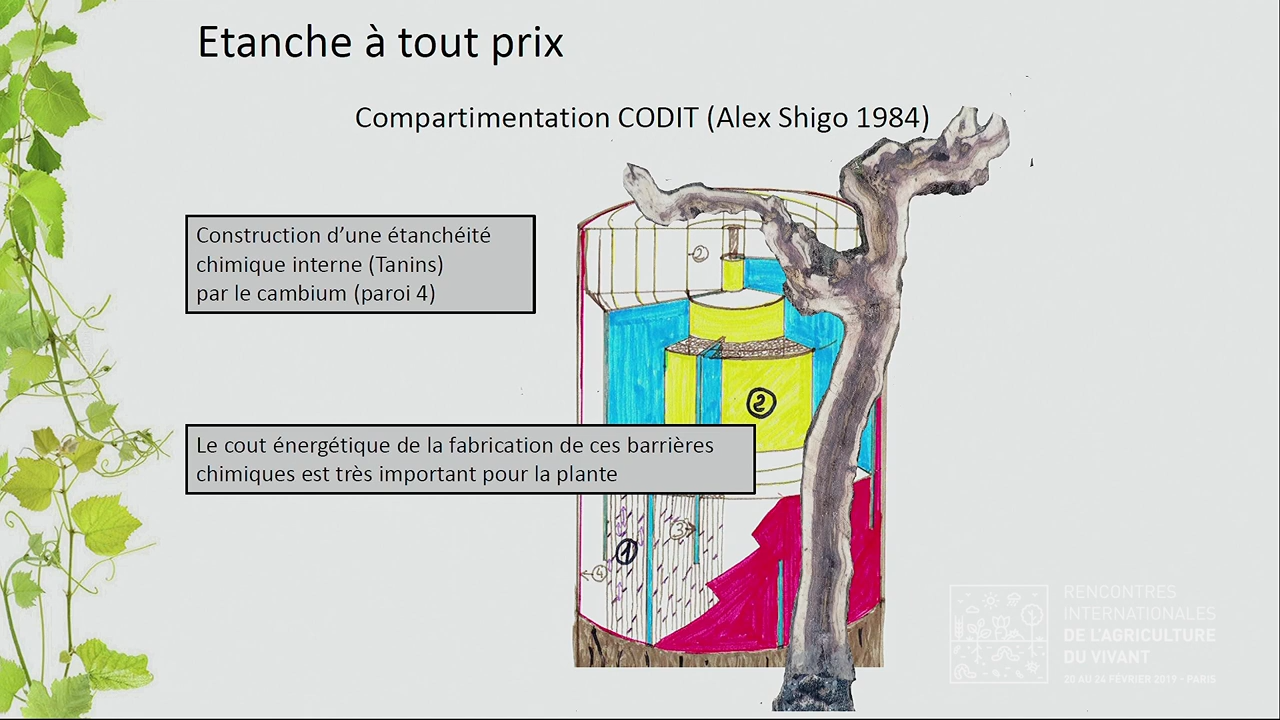 Etanche à tout prix
Compartimentation CODIT (Alex Shigo 1984)
Construction d’une étanchéité
chimique interne (Tanins)
par le cambium (paroi 4)
2
2
Le cout énergétique de la fabrication de ces barrières
chimiques est très important pour la plante
3
1
4
RENCONTRES
INTERNATIONALES
DE L'AGRICULTURE
DU VIVANT
20 AU 24 FÉVRIER 2019 - PARIS